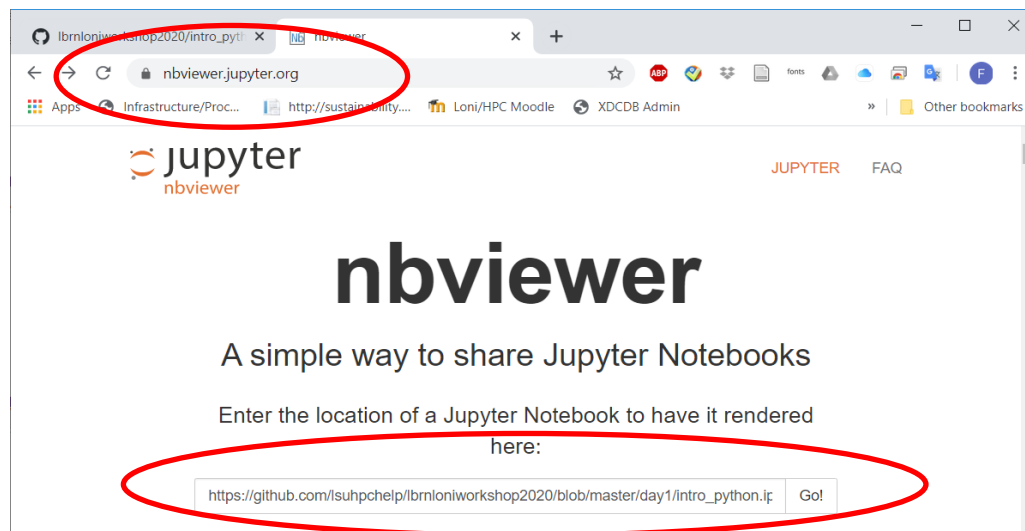 lbrnloniworkshop2020/intro_pyth
nbviewer
nbviewer.jupyter.org
ABP
fonts
F
Apps
Infrastructure/Proc...
http://sustainability....
Loni/HPC Moodle
XDCDB Admin
»
Other bookmarks
Jupyter
nbviewer
JUPYTER
FAQ
nbviewer
A simple way to share Jupyter Notebooks
Enter the location of a Jupyter Notebook to have it rendered
here:
https://github.com/lsuhpchelp/lbrnloniworkshop2020/blob/master/day1/intro_python.ip
Go!